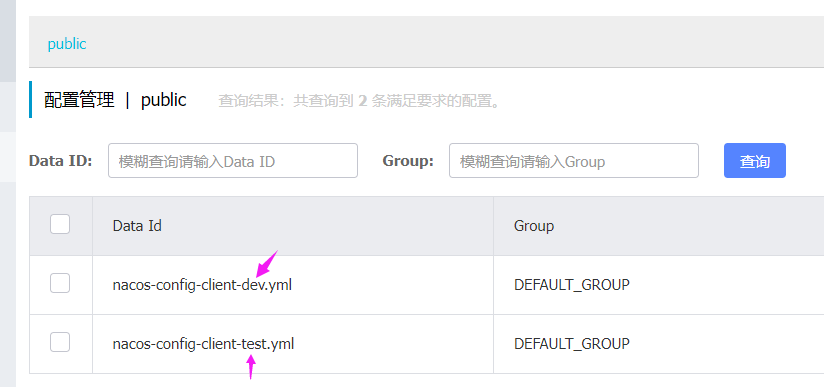 public
配置管理 | public 查询结果：共查询到 2 条满足要求的配置。
Data ID: 模糊查询请输入Data ID Group: 模糊查询请输入Group 查询
Data Id Group
nacos-config-client-dev.yml DEFAULT_GROUP
nacos-config-client-test.yml DEFAULT_GROUP